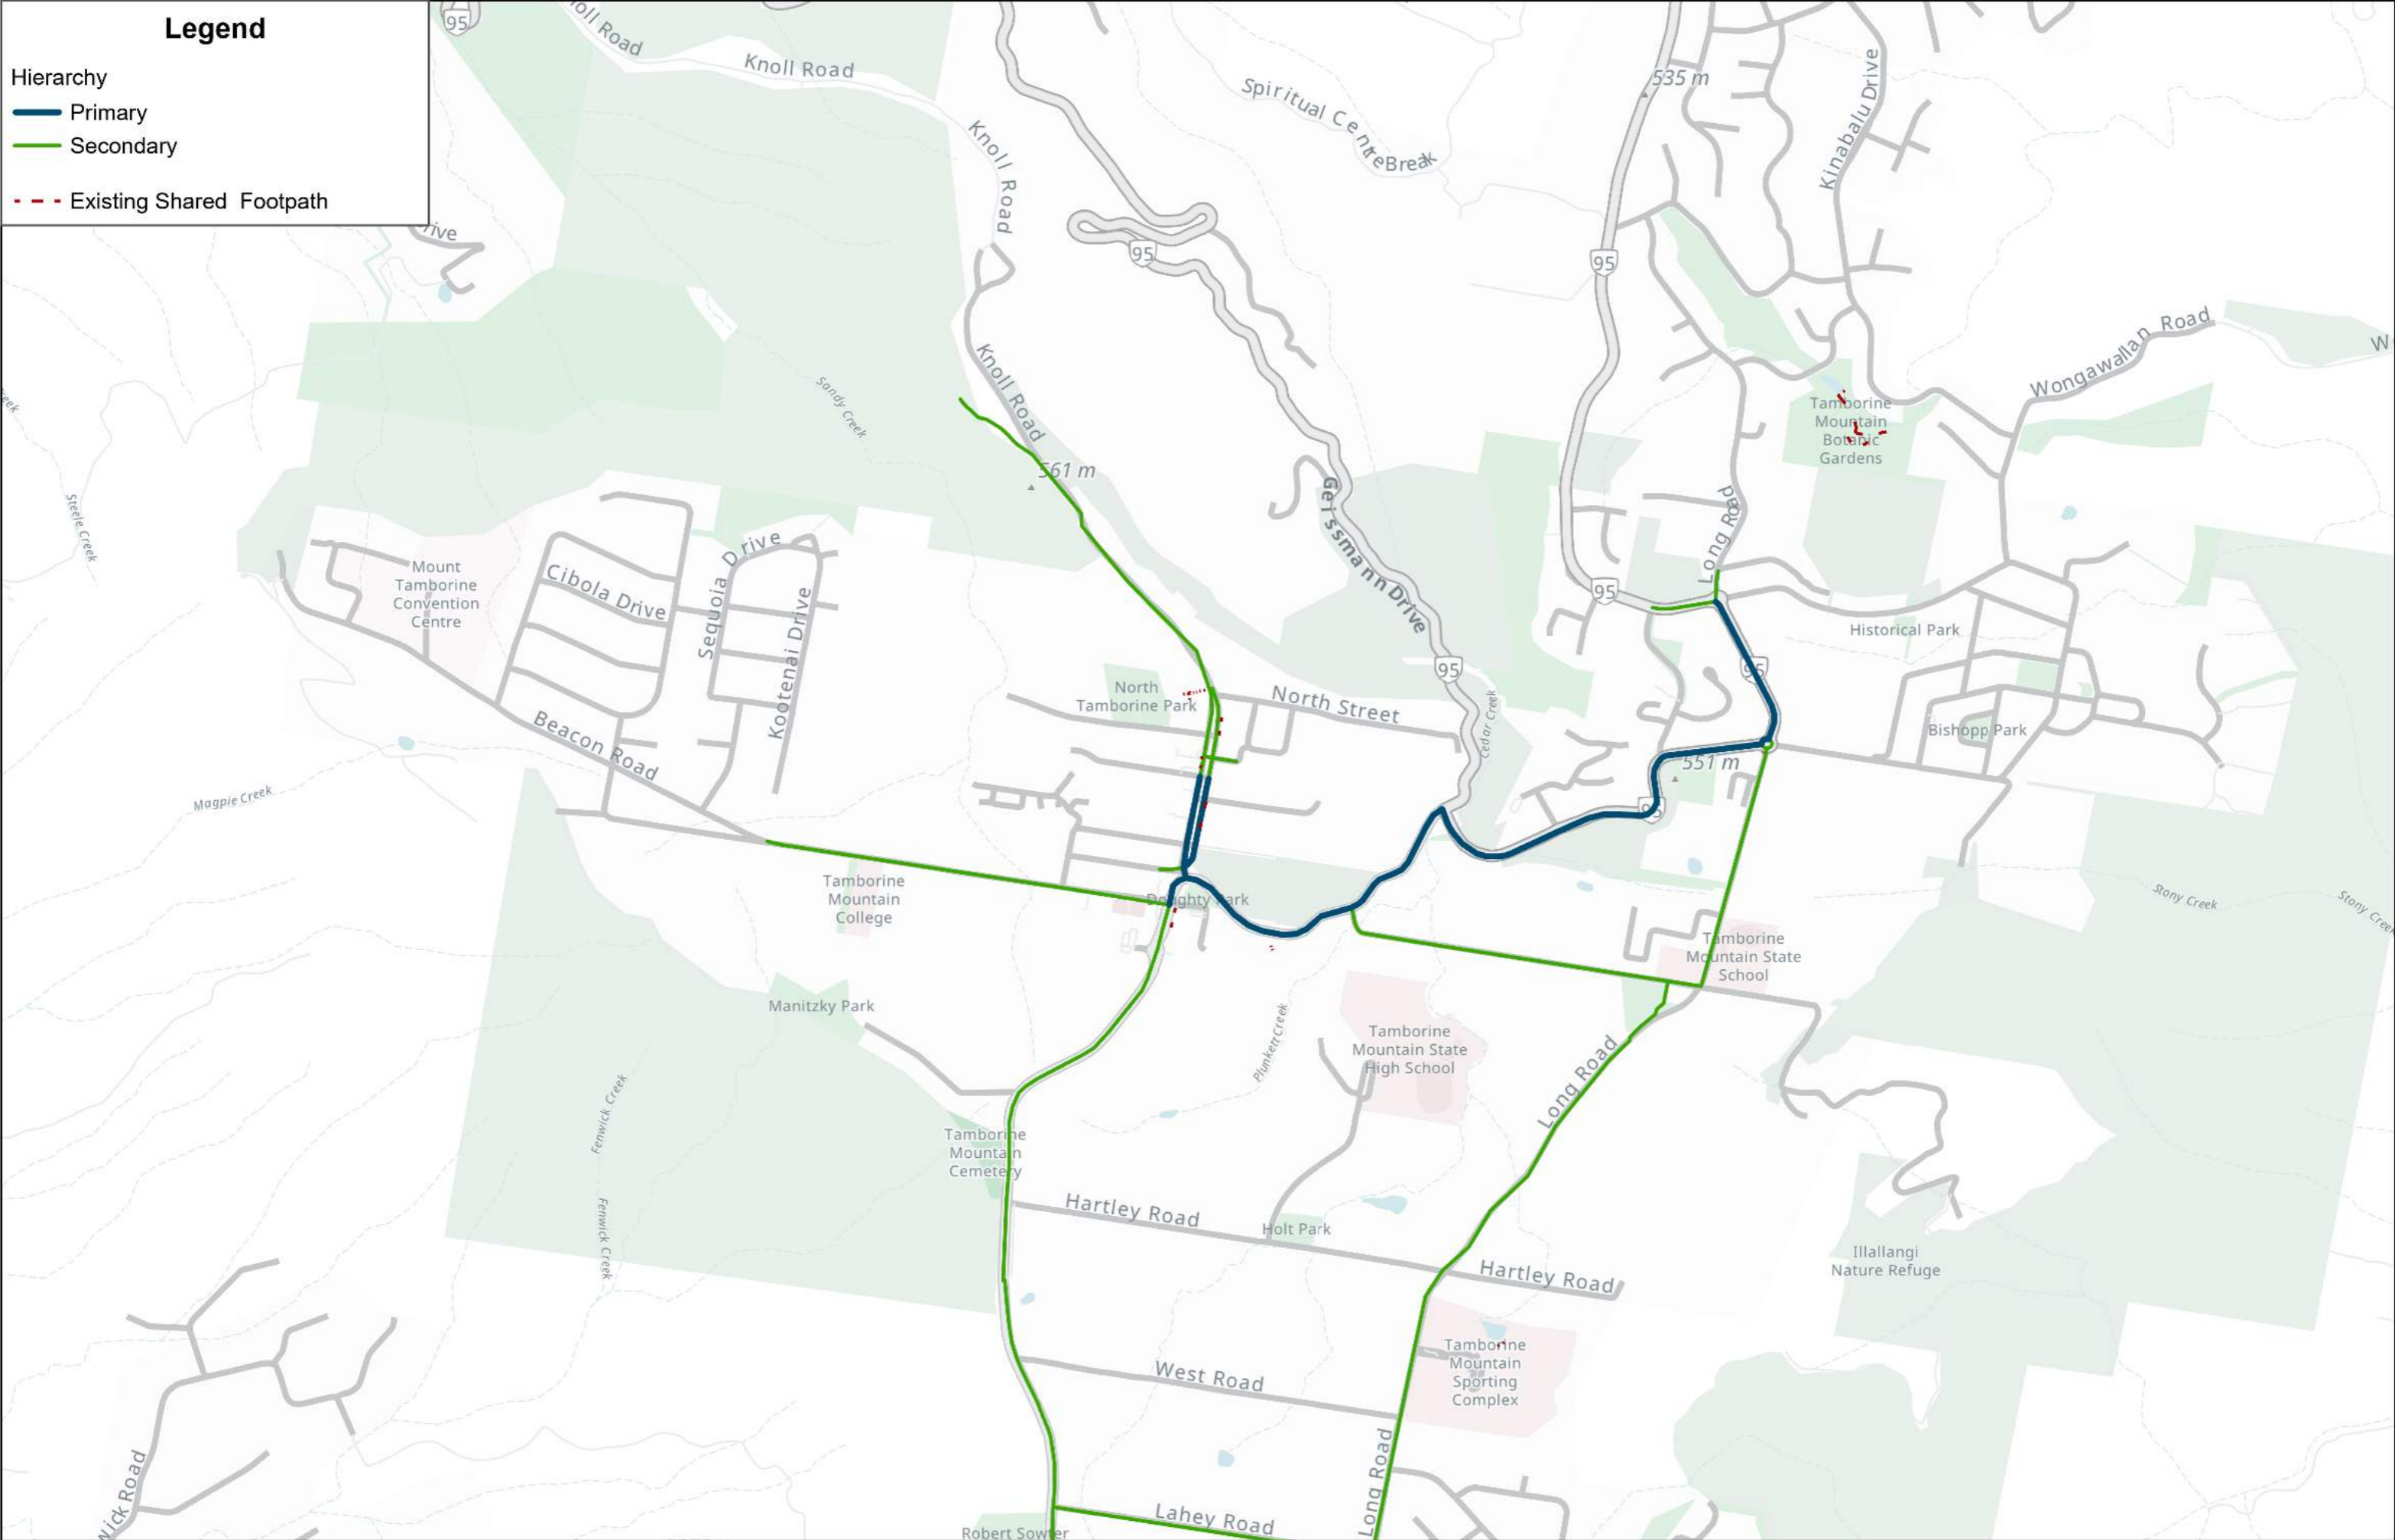 Legend
Hierarchy
Primary
Secondary
Existing Shared  Footpath
95
oll Road
Knoll Road
Knoll Road
Spiritual Centre Break
535 m
Kinabalu Drive
rive
95
95
Wongawallan Road
W
Knoll Road
Sandy Creek
eek
561 m
Tamborine
Mountain
Botanic
Gardens
Steele Creek
Geissmann Drive
Long Road
Mount
Tamborine
Convention
Centre
Cibola Drive
Sequoia Drive
Kootenai Drive
95
Historical Park
95
95
North
Tamborine Park
North Street
Cedar Creek
Bishopp Park
Beacon Road
551 m
Magpie Creek
95
Tamborine
Mountain
College
Doughty Park
Stony Creek
Stony Creek
Tamborine
Mountain State
School
Manitzky Park
Plunkett Creek
Tamborine
Mountain State
High School
Long Road
Fenwick Creek
Tamborine
Mountain
Cemetery
Fenwick Creek
Hartley Road
Holt Park
Hartley Road
Illallangi
Nature Refuge
Tamborine
Mountain
Sporting
Complex
West Road
Long Road
wick Road
Lahey Road
Robert Sowter